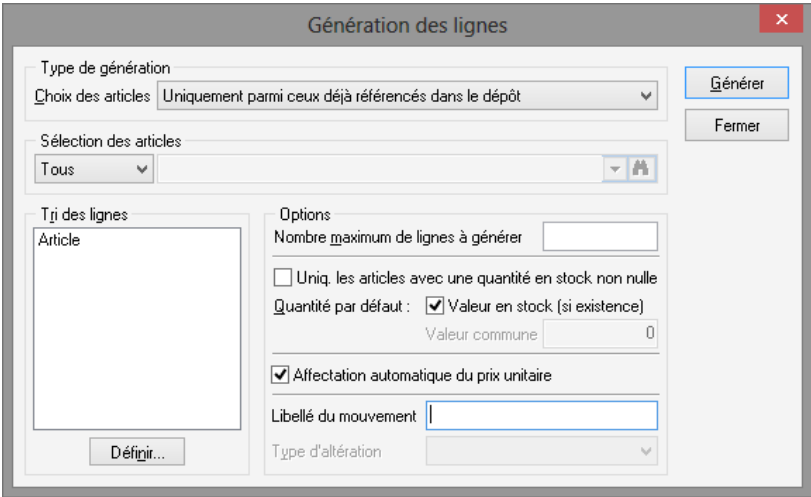 Génération des lignes
Type de génération
Choix des articles Uniquement parmi ceux déjà référencés dans le dépôt
Générer
Fermer
Sélection des articles
Tous
Tri des lignes
Article
Définir...
Options
Nombre maximum de lignes à générer
Uniq. les articles avec une quantité en stock non nulle
Quantité par défaut : Valeur en stock (si existence)
Valeur commune 0
Affectation automatique du prix unitaire
Libellé du mouvement
Type d'altération